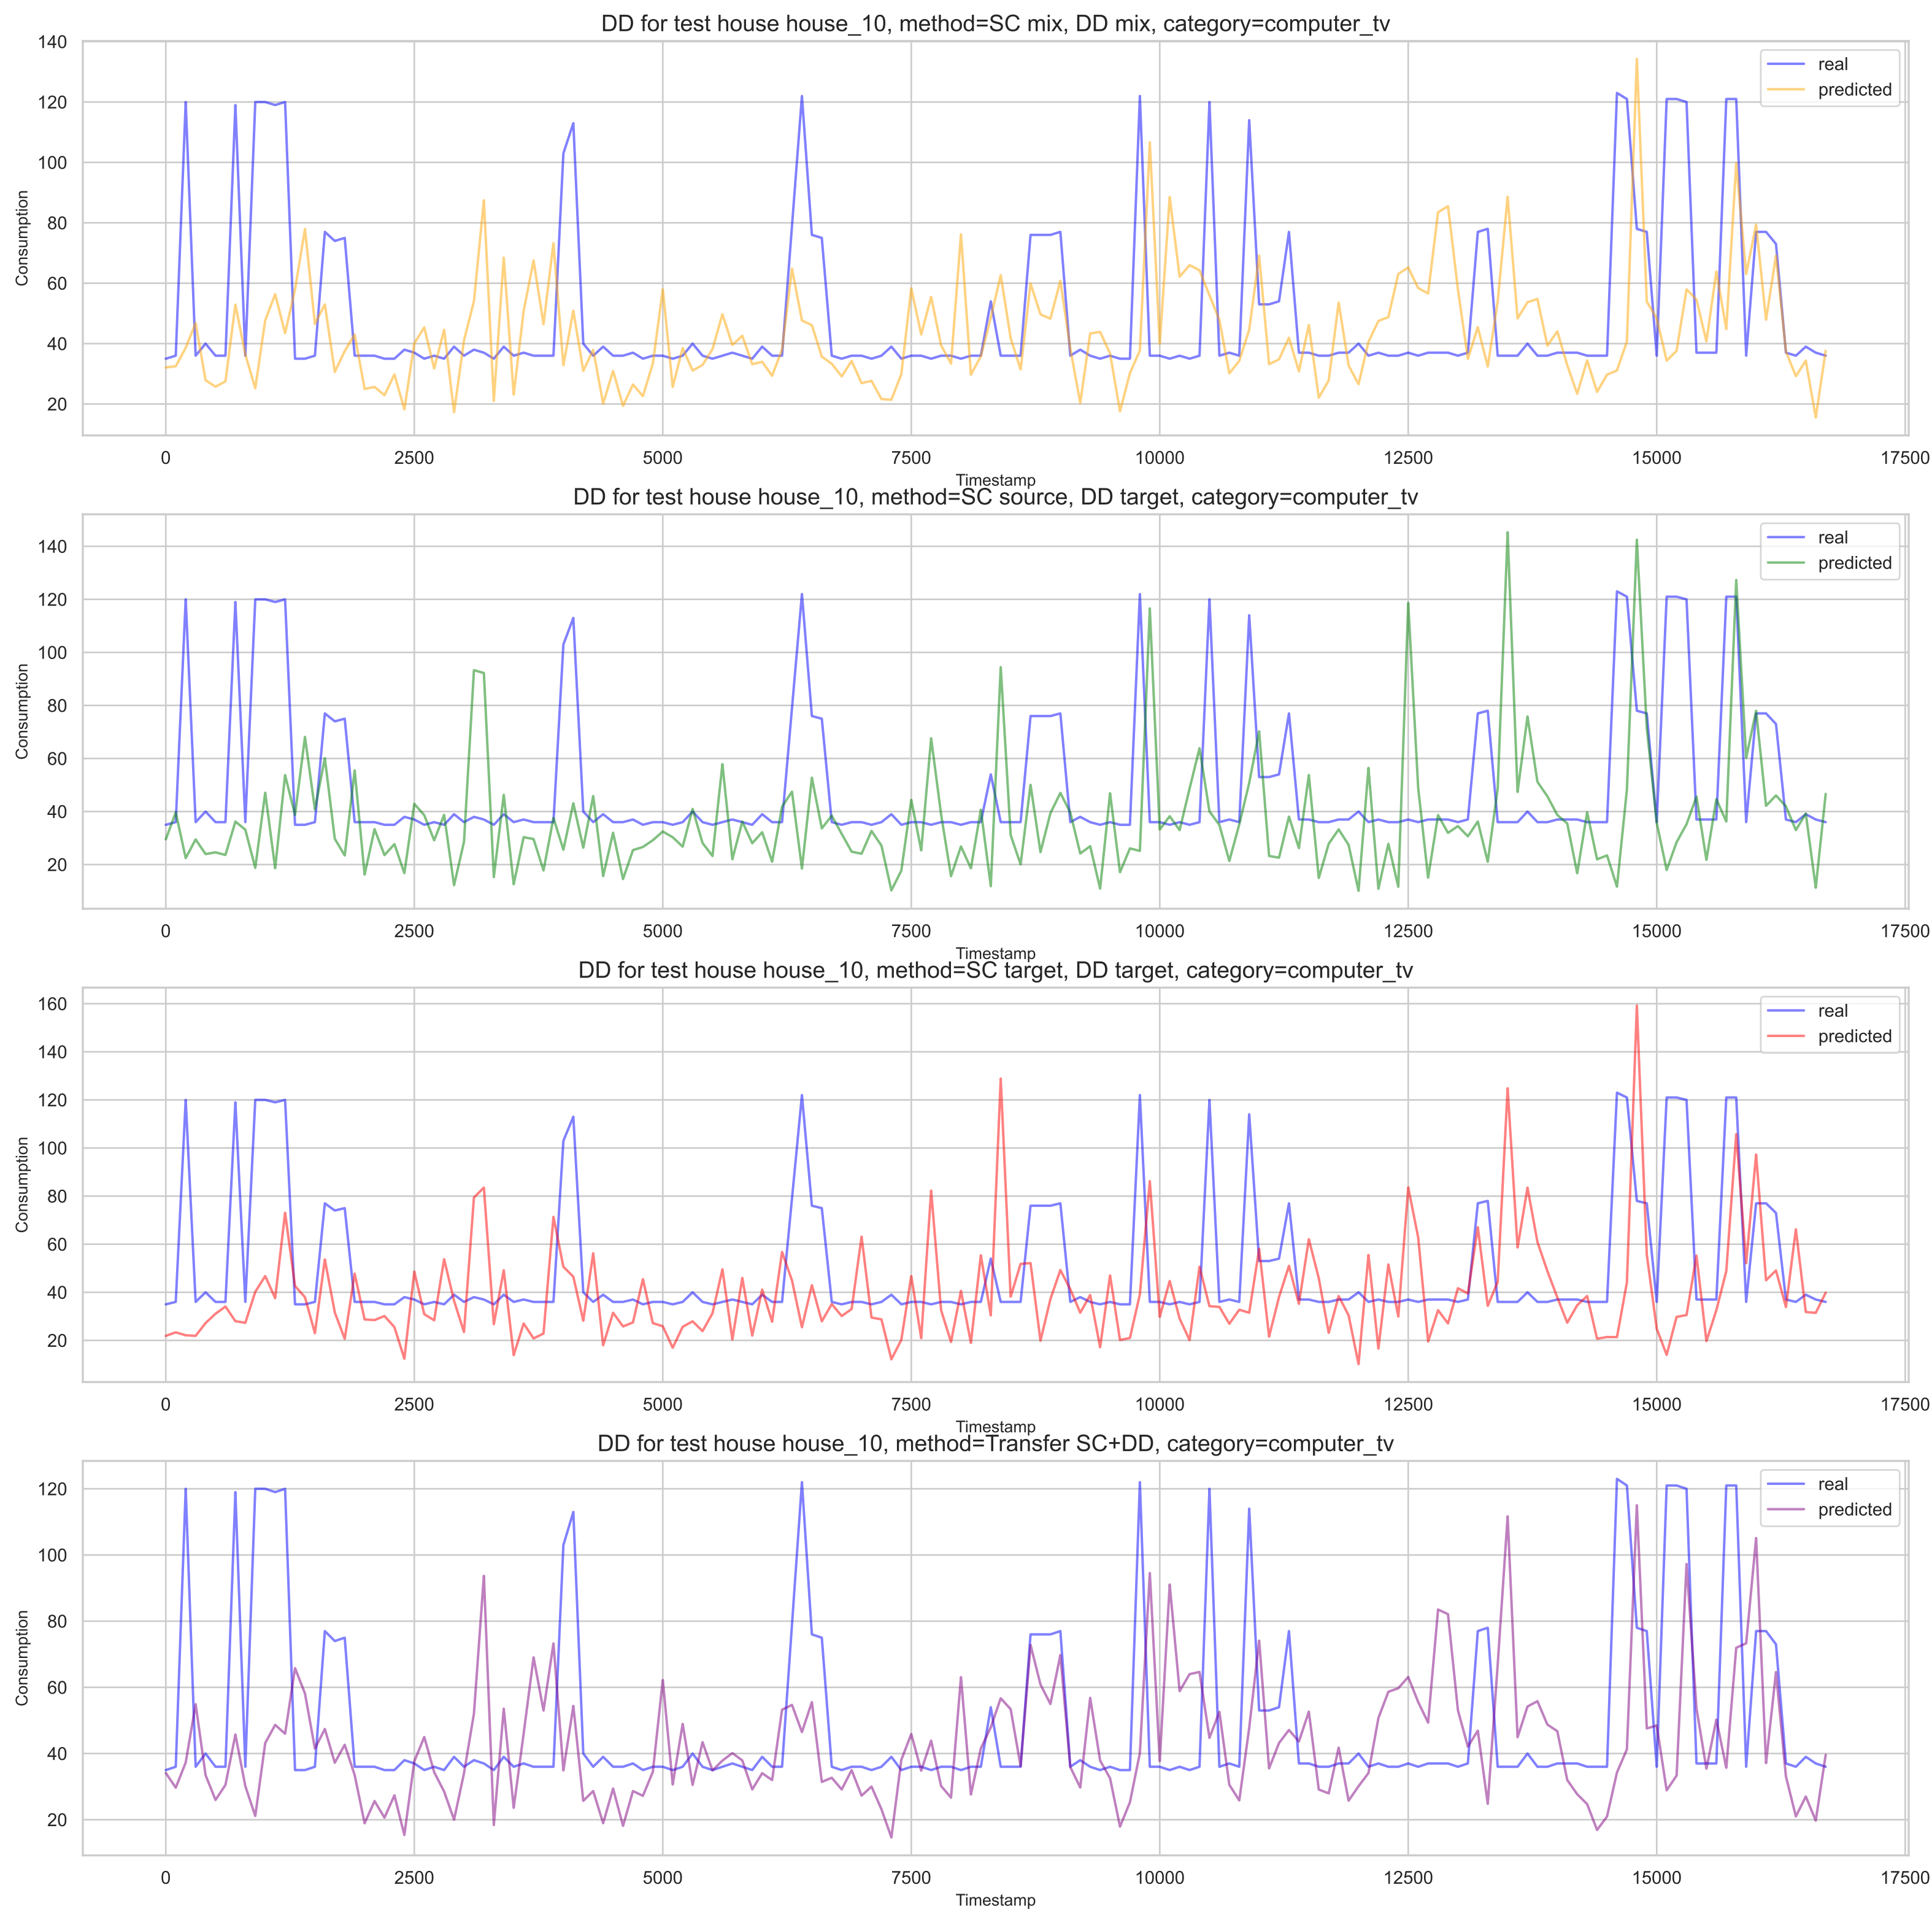 DD for test house house_10, method=SC mix, DD mix, category=computer_tv
140
120
100
80
60
40
20
Consumption
real
predicted
0 2500 5000 7500 10000 12500 15000 17500
Timestamp
DD for test house house_10, method=SC source, DD target, category=computer_tv
140
120
100
80
60
40
20
Consumption
real
predicted
0 2500 5000 7500 10000 12500 15000 17500
Timestamp
DD for test house house_10, method=SC target, DD target, category=computer_tv
160
140
120
100
80
60
40
20
Consumption
real
predicted
0 2500 5000 7500 10000 12500 15000 17500
Timestamp
DD for test house house_10, method=Transfer SC+DD, category=computer_tv
120
100
80
60
40
20
Consumption
real
predicted
0 2500 5000 7500 10000 12500 15000 17500
Timestamp